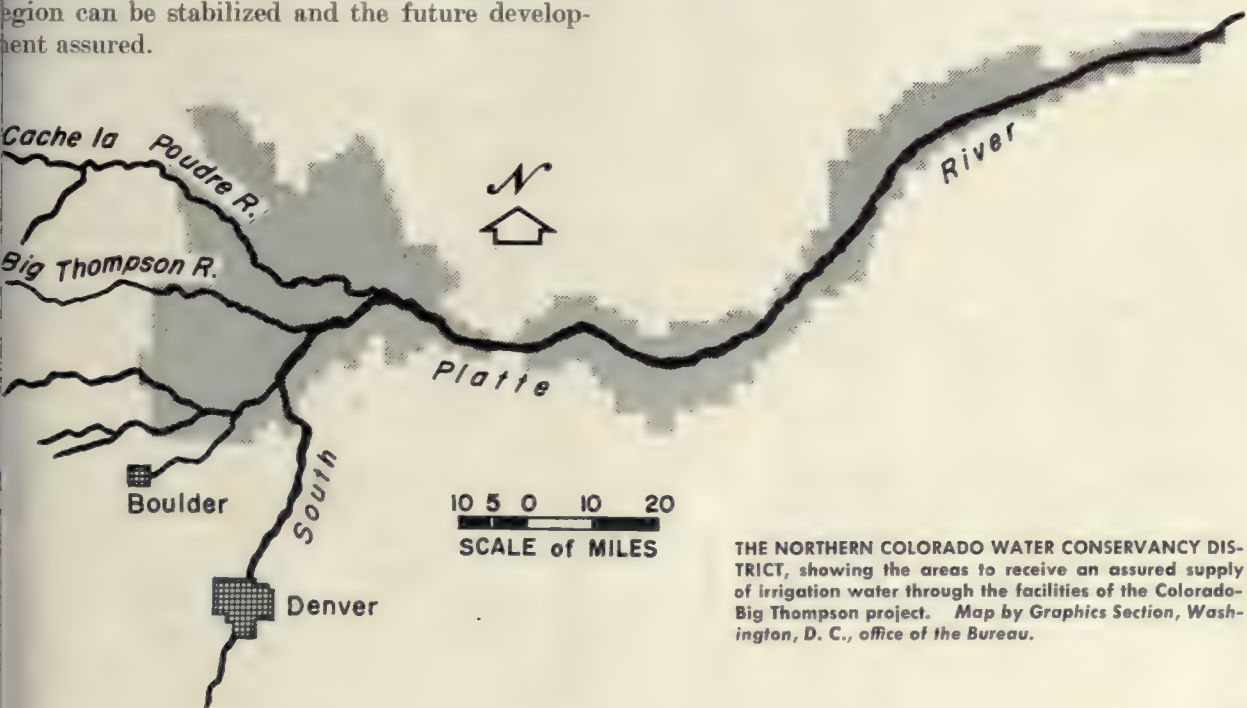 egion can be stabilized and the future develop-
ent assured.
Cache la Poudre R.
N
River
Big Thompson R.
Platte
South
Boulder
10 5 0 10 20
SCALE of MILES
Denver
THE NORTHERN COLORADO WATER CONSERVANCY DIS-
TRICT, showing the areas to receive an assured supply
of irrigation water through the facilities of the Colorado-
Big Thompson project. Map by Graphics Section, Wash-
ington, D. C., office of the Bureau.